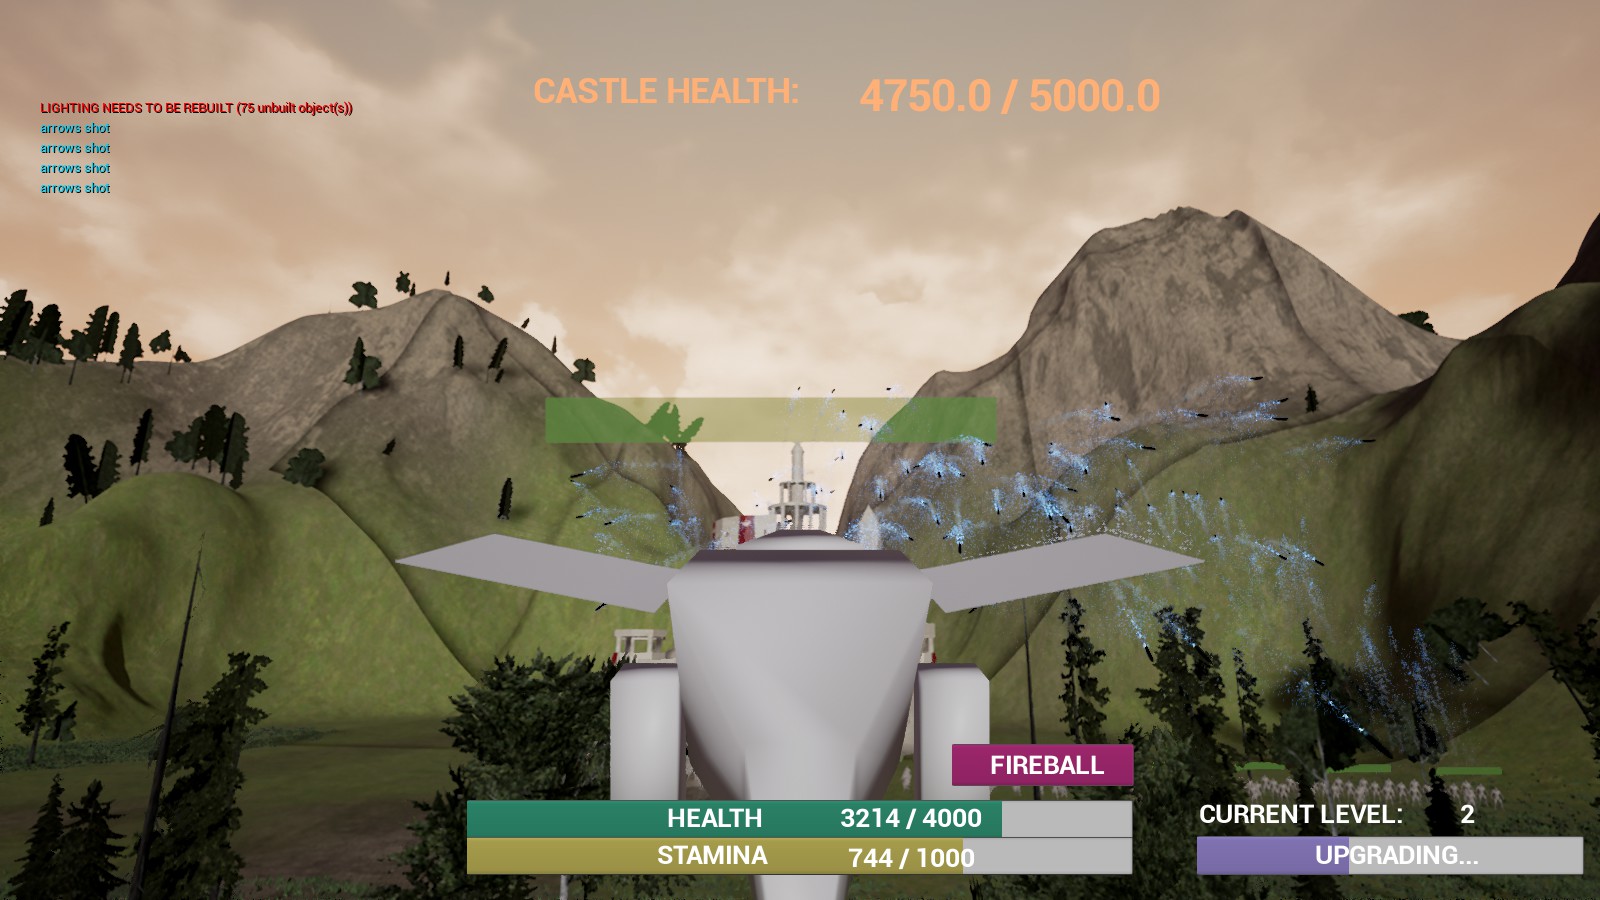 CASTLE HEALTH: 4750.0 / 5000.0
LIGHTING NEEDS TO BE REBUILT (75 unbuilt object(s))
arrows shot
arrows shot
arrows shot
arrows shot
FIREBALL
HEALTH 3214 / 4000
STAMINA 744 / 1000
CURRENT LEVEL: 2
UPGRADING...